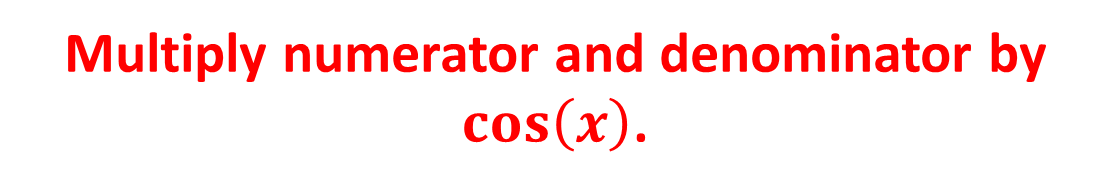 Multiply numerator and denominator by
cos(x).